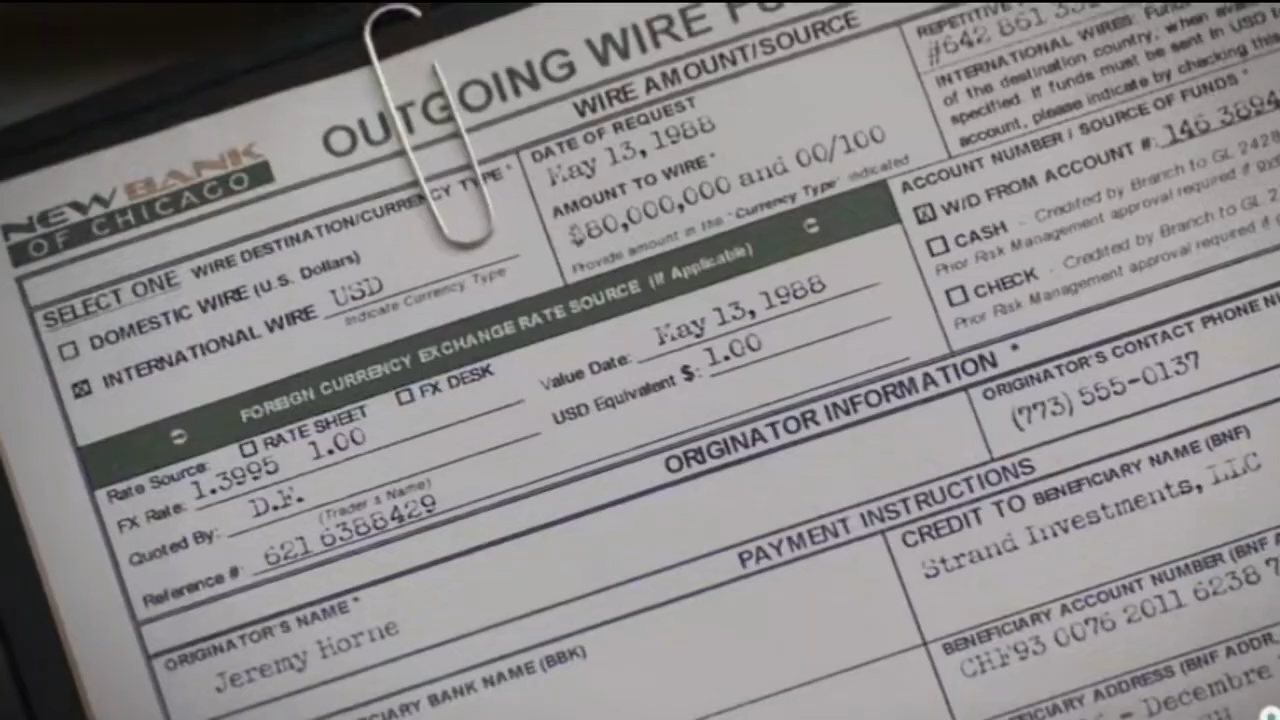 NEW BANK
OF CHICAGO
OUTGOING WIRE
SELECT ONE WIRE DESTINATION/CURRENCY TYPE*
DOMESTIC WIRE (U.S. Dollars)
INTERNATIONAL WIRE USD
Indicate Currency Type
WIRE AMOUNT/SOURCE
DATE OF REQUEST
May 13, 1988
AMOUNT TO WIRE*
$80,000,000 and 00/100
Provide amount in the "Currency Type" indicated
REPETITIVE
#642 861
INTERNATIONAL WIRES:
of the destination country, when
specified. If funds must be sent in USD
account, please indicate by checking this
ACCOUNT NUMBER / SOURCE OF FUNDS*
W/D FROM ACCOUNT #: 146 3894
CASH - Credited by Branch to GL 2420
Prior Risk Management approval required if
CHECK - Credited by Branch to GL 2
Prior Risk Management approval required if
FOREIGN CURRENCY EXCHANGE RATE SOURCE (If Applicable)
Rate Source: RATE SHEET FX DESK
FX Rate: 1.3995 1.00
Quoted By: D.F.
(Trader's Name)
Reference #: 621 6388429
Value Date: May 13, 1988
USD Equivalent $: 1.00
ORIGINATOR INFORMATION *
ORIGINATOR'S NAME*
Jeremy Horne
ORIGINATOR'S CONTACT PHONE
(773) 555-0137
PAYMENT INSTRUCTIONS
BANK NAME (BBK)
CREDIT TO BENEFICIARY NAME (BNF)
Strand Investments, LLC
BENEFICIARY ACCOUNT NUMBER (BNF
CHF93 0076 2011 6238
ADDRESS (BNF ADDR.
- Decembre